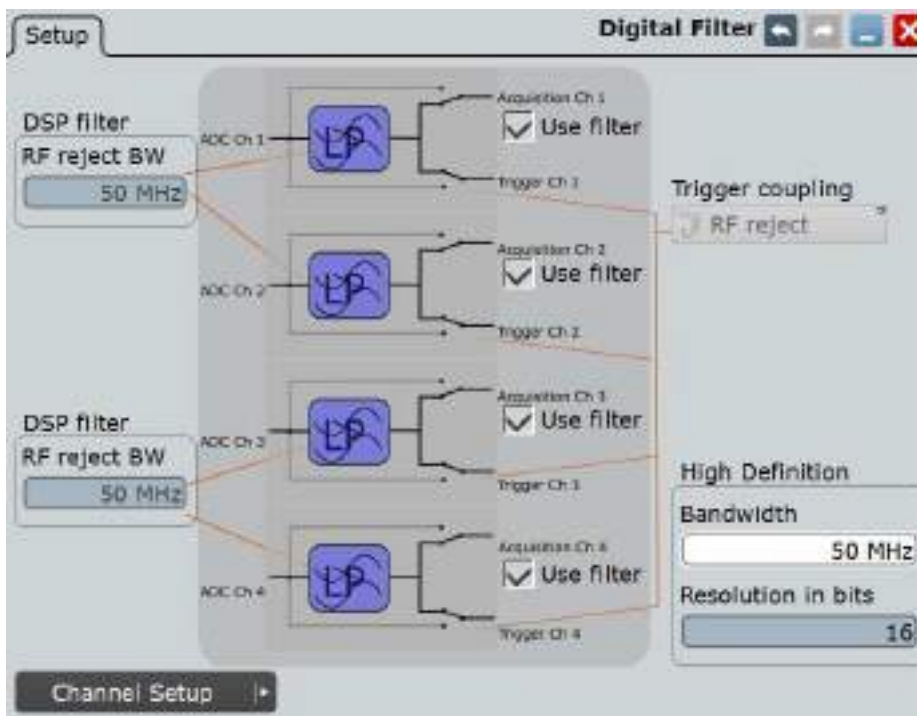 Setup
Digital Filter
DSP filter
RF reject BW
50 MHz
ADC Ch 1
LP
Acquisition Ch 1
Use filter
Trigger Ch 1
Trigger coupling
RF reject
ADC Ch 2
LP
Acquisition Ch 2
Use filter
Trigger Ch 2
DSP filter
RF reject BW
50 MHz
ADC Ch 3
LP
Acquisition Ch 3
Use filter
Trigger Ch 3
High Definition
Bandwidth
50 MHz
Resolution in bits
16
ADC Ch 4
LP
Acquisition Ch 4
Use filter
Trigger Ch 4
Channel Setup